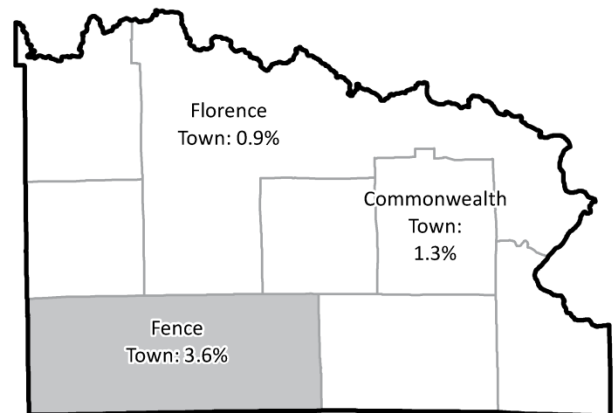 Florence
Town: 0.9%
Commonwealth
Town:
1.3%
Fence
Town: 3.6%